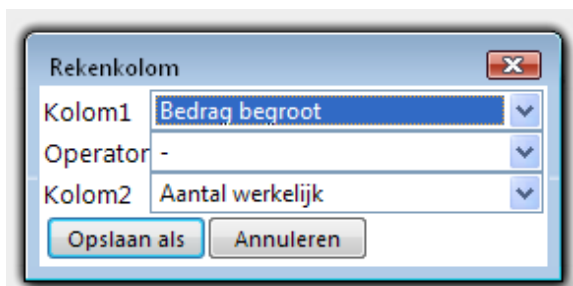 Rekenkolom
Kolom1 Bedrag begroot
Operator -
Kolom2 Aantal werkelijk
Opslaan als Annuleren